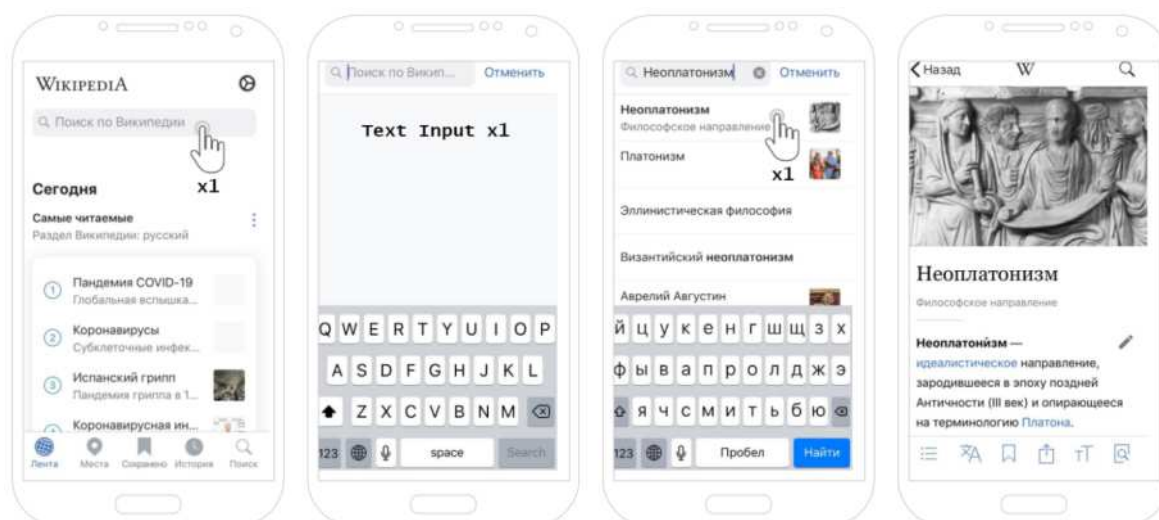 WIKIPEDIA
Поиск по Википедии
x1
Сегодня
Самые читаемые
Раздел Википедии: русский
1 Пандемия COVID-19
Глобальная вспышка...
2 Коронавирусы
Субклеточные инфек...
3 Испанский грипп
Пандемия гриппа в 1...
Коронавирусная ин...
Лента Места Сохранено История Поиск
Поиск по Викип... Отменить
Text Input x1
Q W E R T Y U I O P
A S D F G H J K L
Z X C V B N M
123 space Search
Неоплатонизм Отменить
Неоплатонизм
Философское направление
x1
Платонизм
Эллинистическая философия
Византийский неоплатонизм
Аврелий Августин
й ц у к е н г ш щ з х
ф ы в а п р о л д ж э
я ч с м и т ь б ю
123 Пробел Найти
Назад W
Неоплатонизм
Философское направление
Неоплатони́зм —
идеалистическое направление,
зародившееся в эпоху поздней
Античности (III век) и опирающееся
на терминологию Платона.